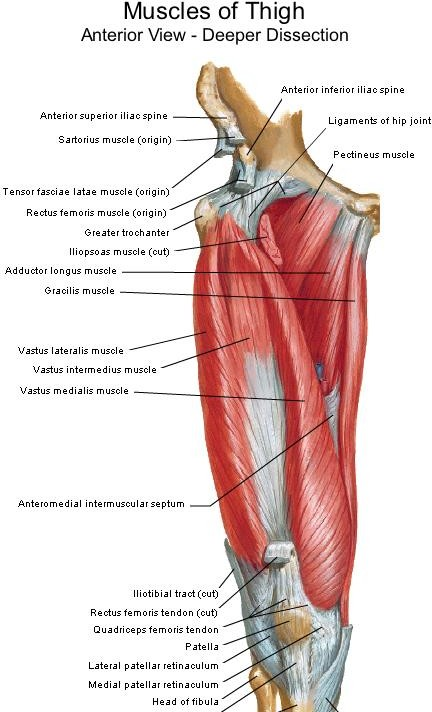 Muscles of Thigh
Anterior View - Deeper Dissection
Anterior inferior iliac spine
Anterior superior iliac spine
Ligaments of hip joint
Sartorius muscle (origin)
Pectineus muscle
Tensor fasciae latae muscle (origin)
Rectus femoris muscle (origin)
Greater trochanter
Iliopsoas muscle (cut)
Adductor longus muscle
Gracilis muscle
Vastus lateralis muscle
Vastus intermedius muscle
Vastus medialis muscle
Anteromedial intermuscular septum
Iliotibial tract (cut)
Rectus femoris tendon (cut)
Quadriceps femoris tendon
Patella
Lateral patellar retinaculum
Medial patellar retinaculum
Head of fibula